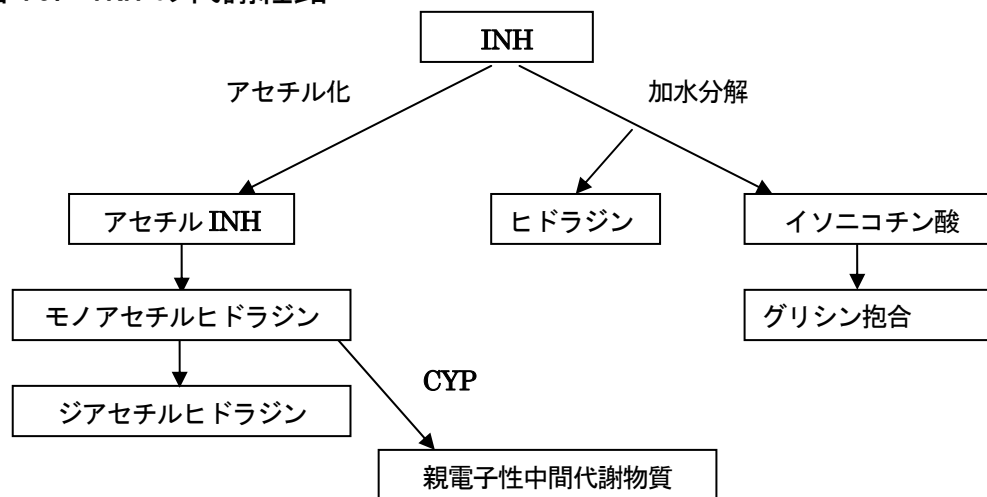 INH
アセチル化
加水分解
アセチル INH
ヒドラジン
イソニコチン酸
モノアセチルヒドラジン
グリシン抱合
CYP
ジアセチルヒドラジン
親電子性中間代謝物質